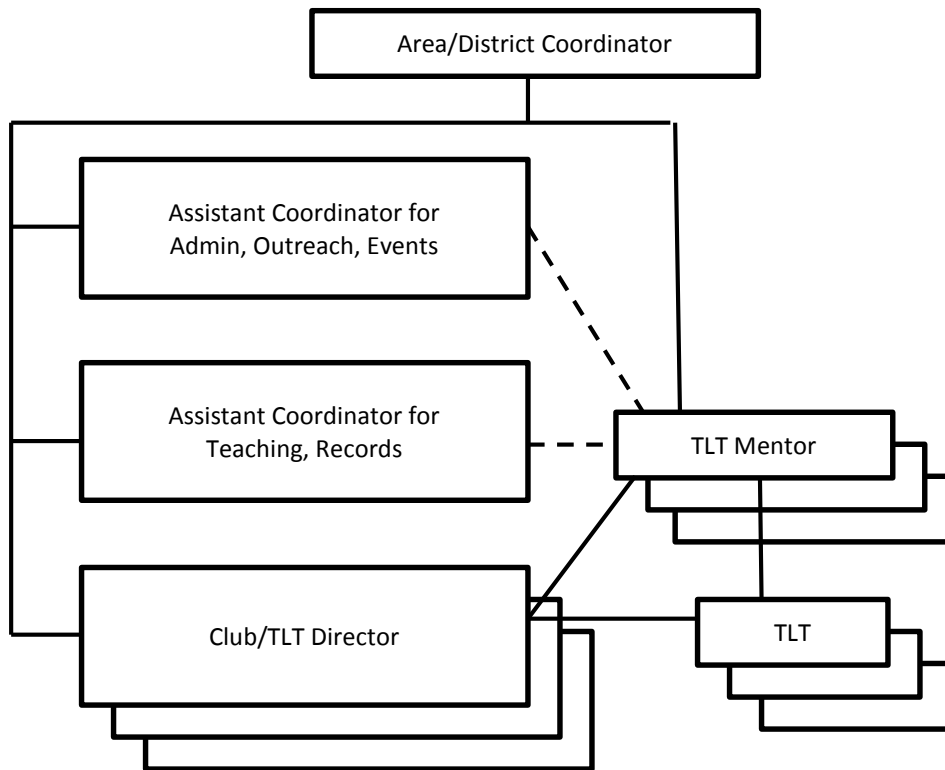 Area/District Coordinator
Assistant Coordinator for
Admin, Outreach, Events
Assistant Coordinator for
Teaching, Records
TLT Mentor
Club/TLT Director
TLT